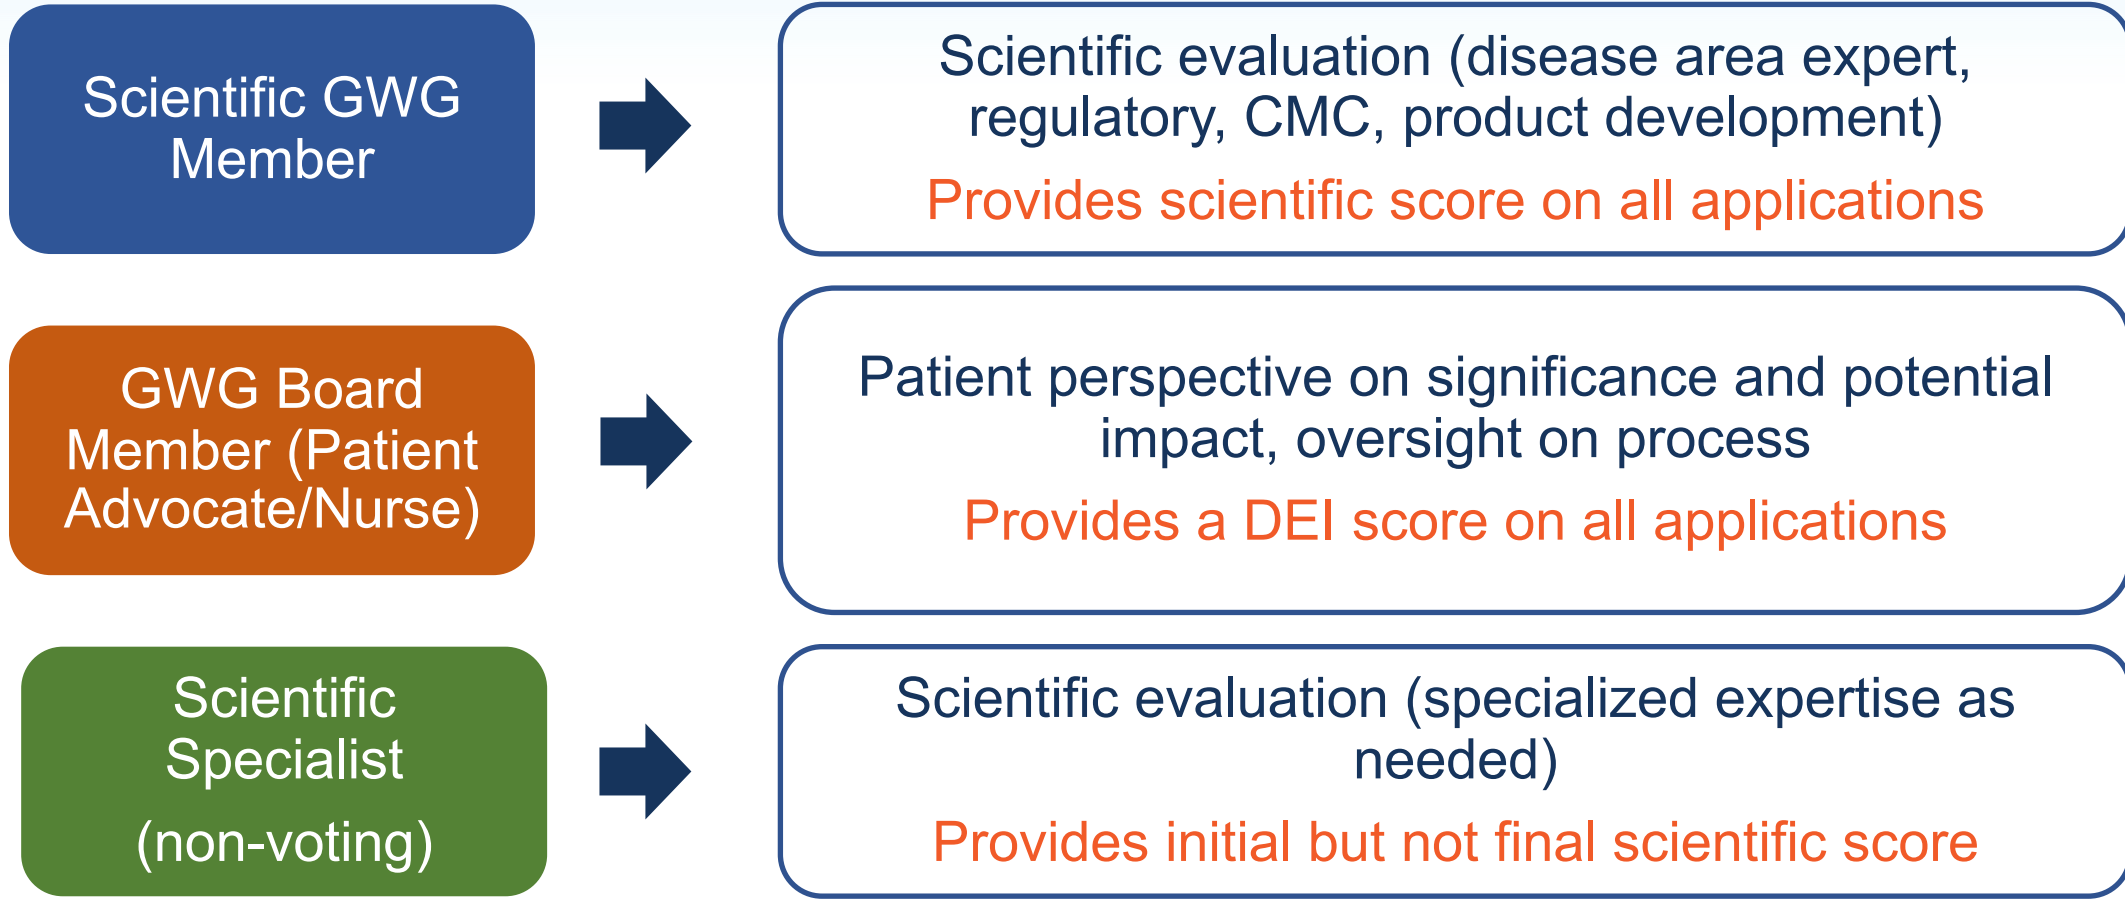 Scientific GWG
Member
Scientific evaluation (disease area expert,
regulatory, CMC, product development)
Provides scientific score on all applications
GWG Board
Member (Patient
Advocate/Nurse)
Patient perspective on significance and potential
impact, oversight on process
Provides a DEI score on all applications
Scientific
Specialist
(non-voting)
Scientific evaluation (specialized expertise as
needed)
Provides initial but not final scientific score